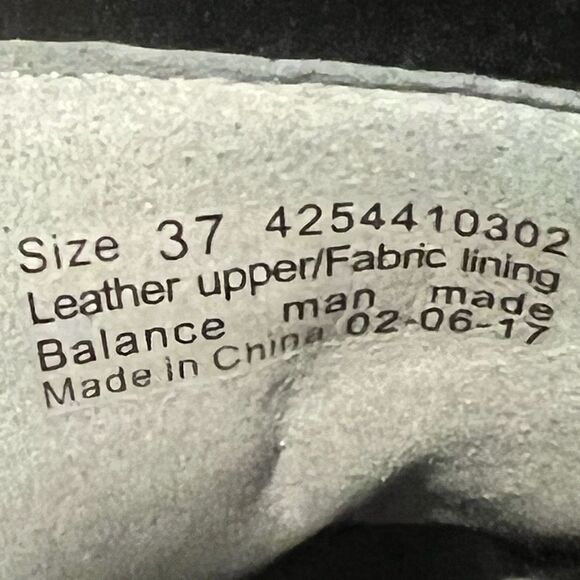 Size 37 4254410302
Leather upper/Fabric lining
Balance man made
Made in China 02-06-17